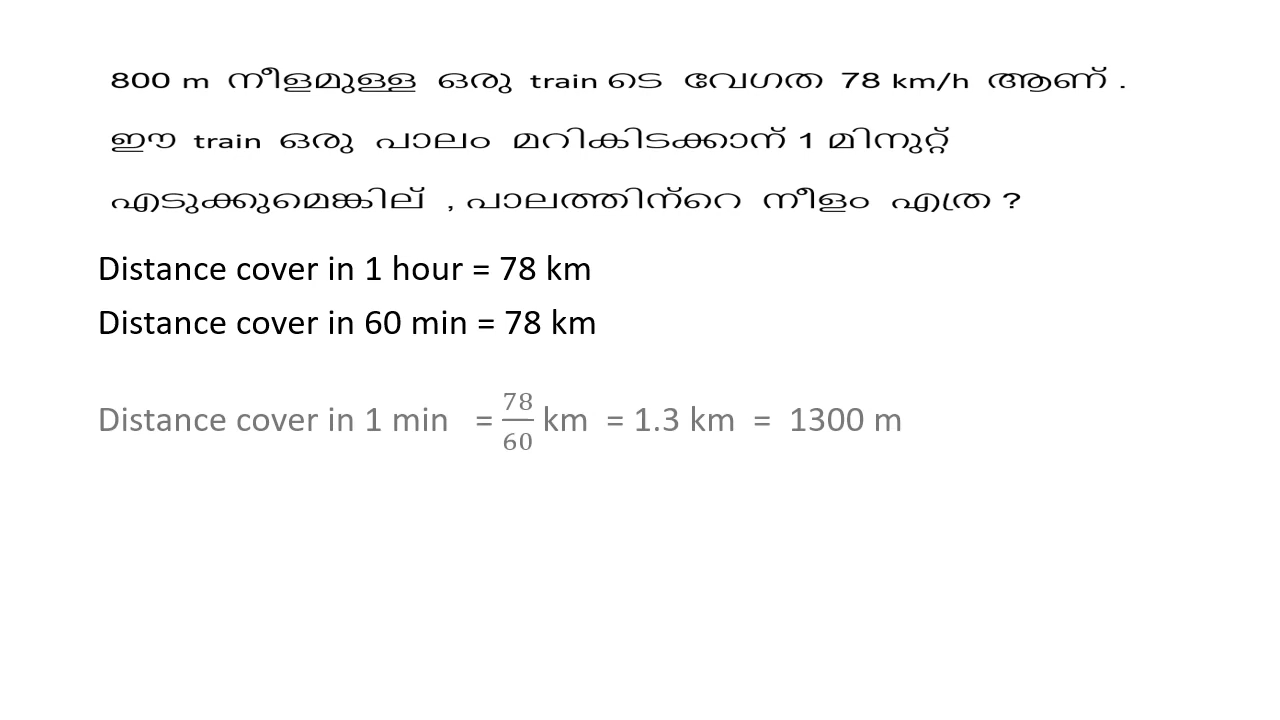 800 m നീളമുള്ള ഒരു train ടെ വേഗത 78 km/h ആണ് .
ഈ train ഒരു പാലം മറികിടക്കാന് 1 മിനുറ്റ്
എടുക്കുമെങ്കില് , പാലത്തിന്റെ നീളം എത്ര ?
Distance cover in 1 hour = 78 km
Distance cover in 60 min = 78 km
Distance cover in 1 min = 78/60 km = 1.3 km = 1300 m